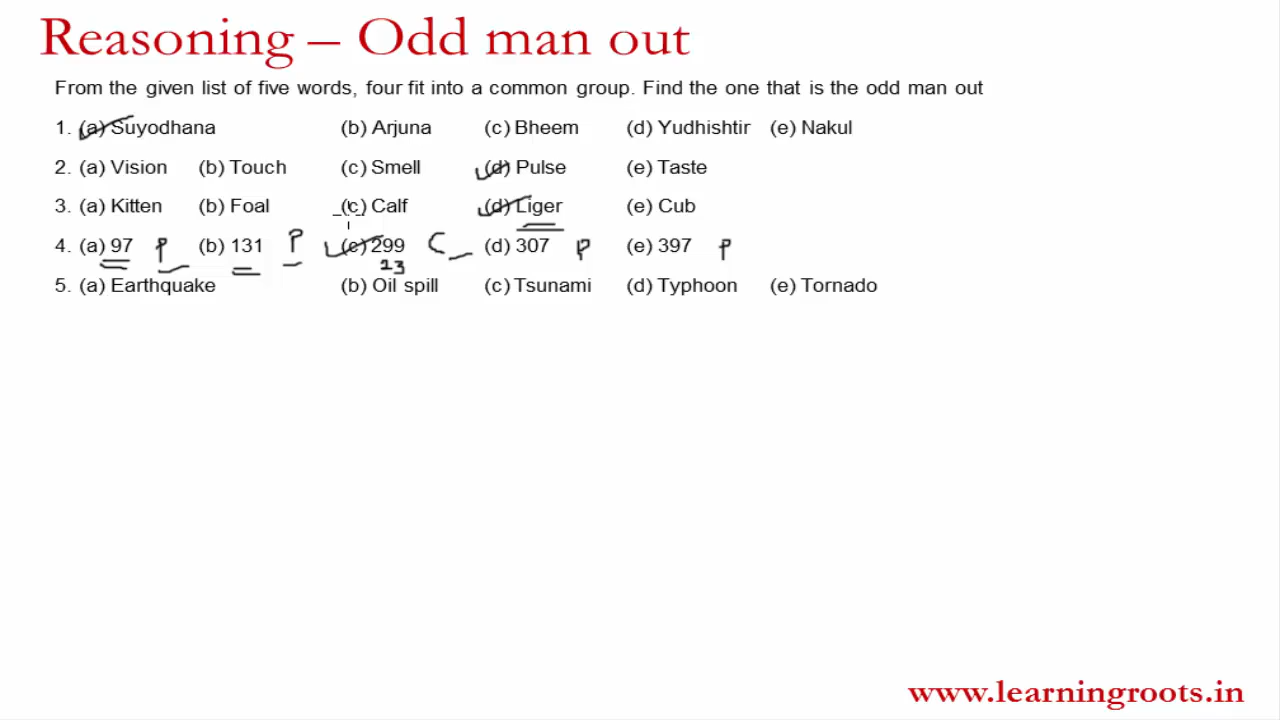 Reasoning – Odd man out
From the given list of five words, four fit into a common group. Find the one that is the odd man out
1. (a) Suyodhana (b) Arjuna (c) Bheem (d) Yudhishtir (e) Nakul
2. (a) Vision (b) Touch (c) Smell (d) Pulse (e) Taste
3. (a) Kitten (b) Foal (c) Calf (d) Liger (e) Cub
4. (a) 97 P (b) 131 P (c) 299 C (d) 307 P (e) 397 P
23
5. (a) Earthquake (b) Oil spill (c) Tsunami (d) Typhoon (e) Tornado
www.learningroots.in